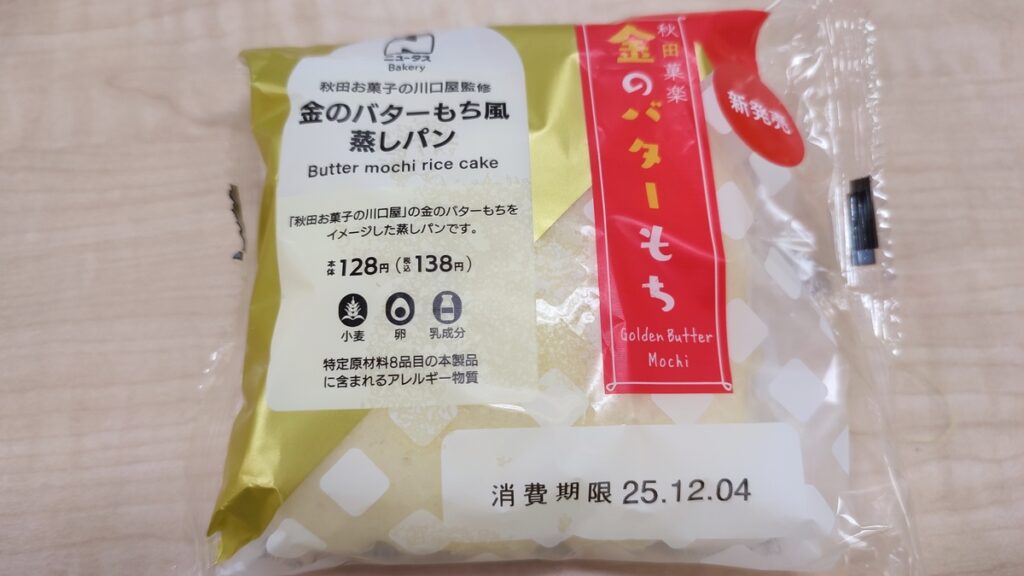 ニュータス
Bakery
秋田お菓子の川口屋監修
金のバターもち風
蒸しパン
Butter mochi rice cake
「秋田お菓子の川口屋」の金のバターもちを
イメージした蒸しパンです。
本体128円(税込138円)
小麦 卵 乳成分
特定原材料8品目の本製品
に含まれるアレルギー物質
秋田菓楽
金のバターもち
Golden Butter
Mochi
新発売
消費期限 25.12.04